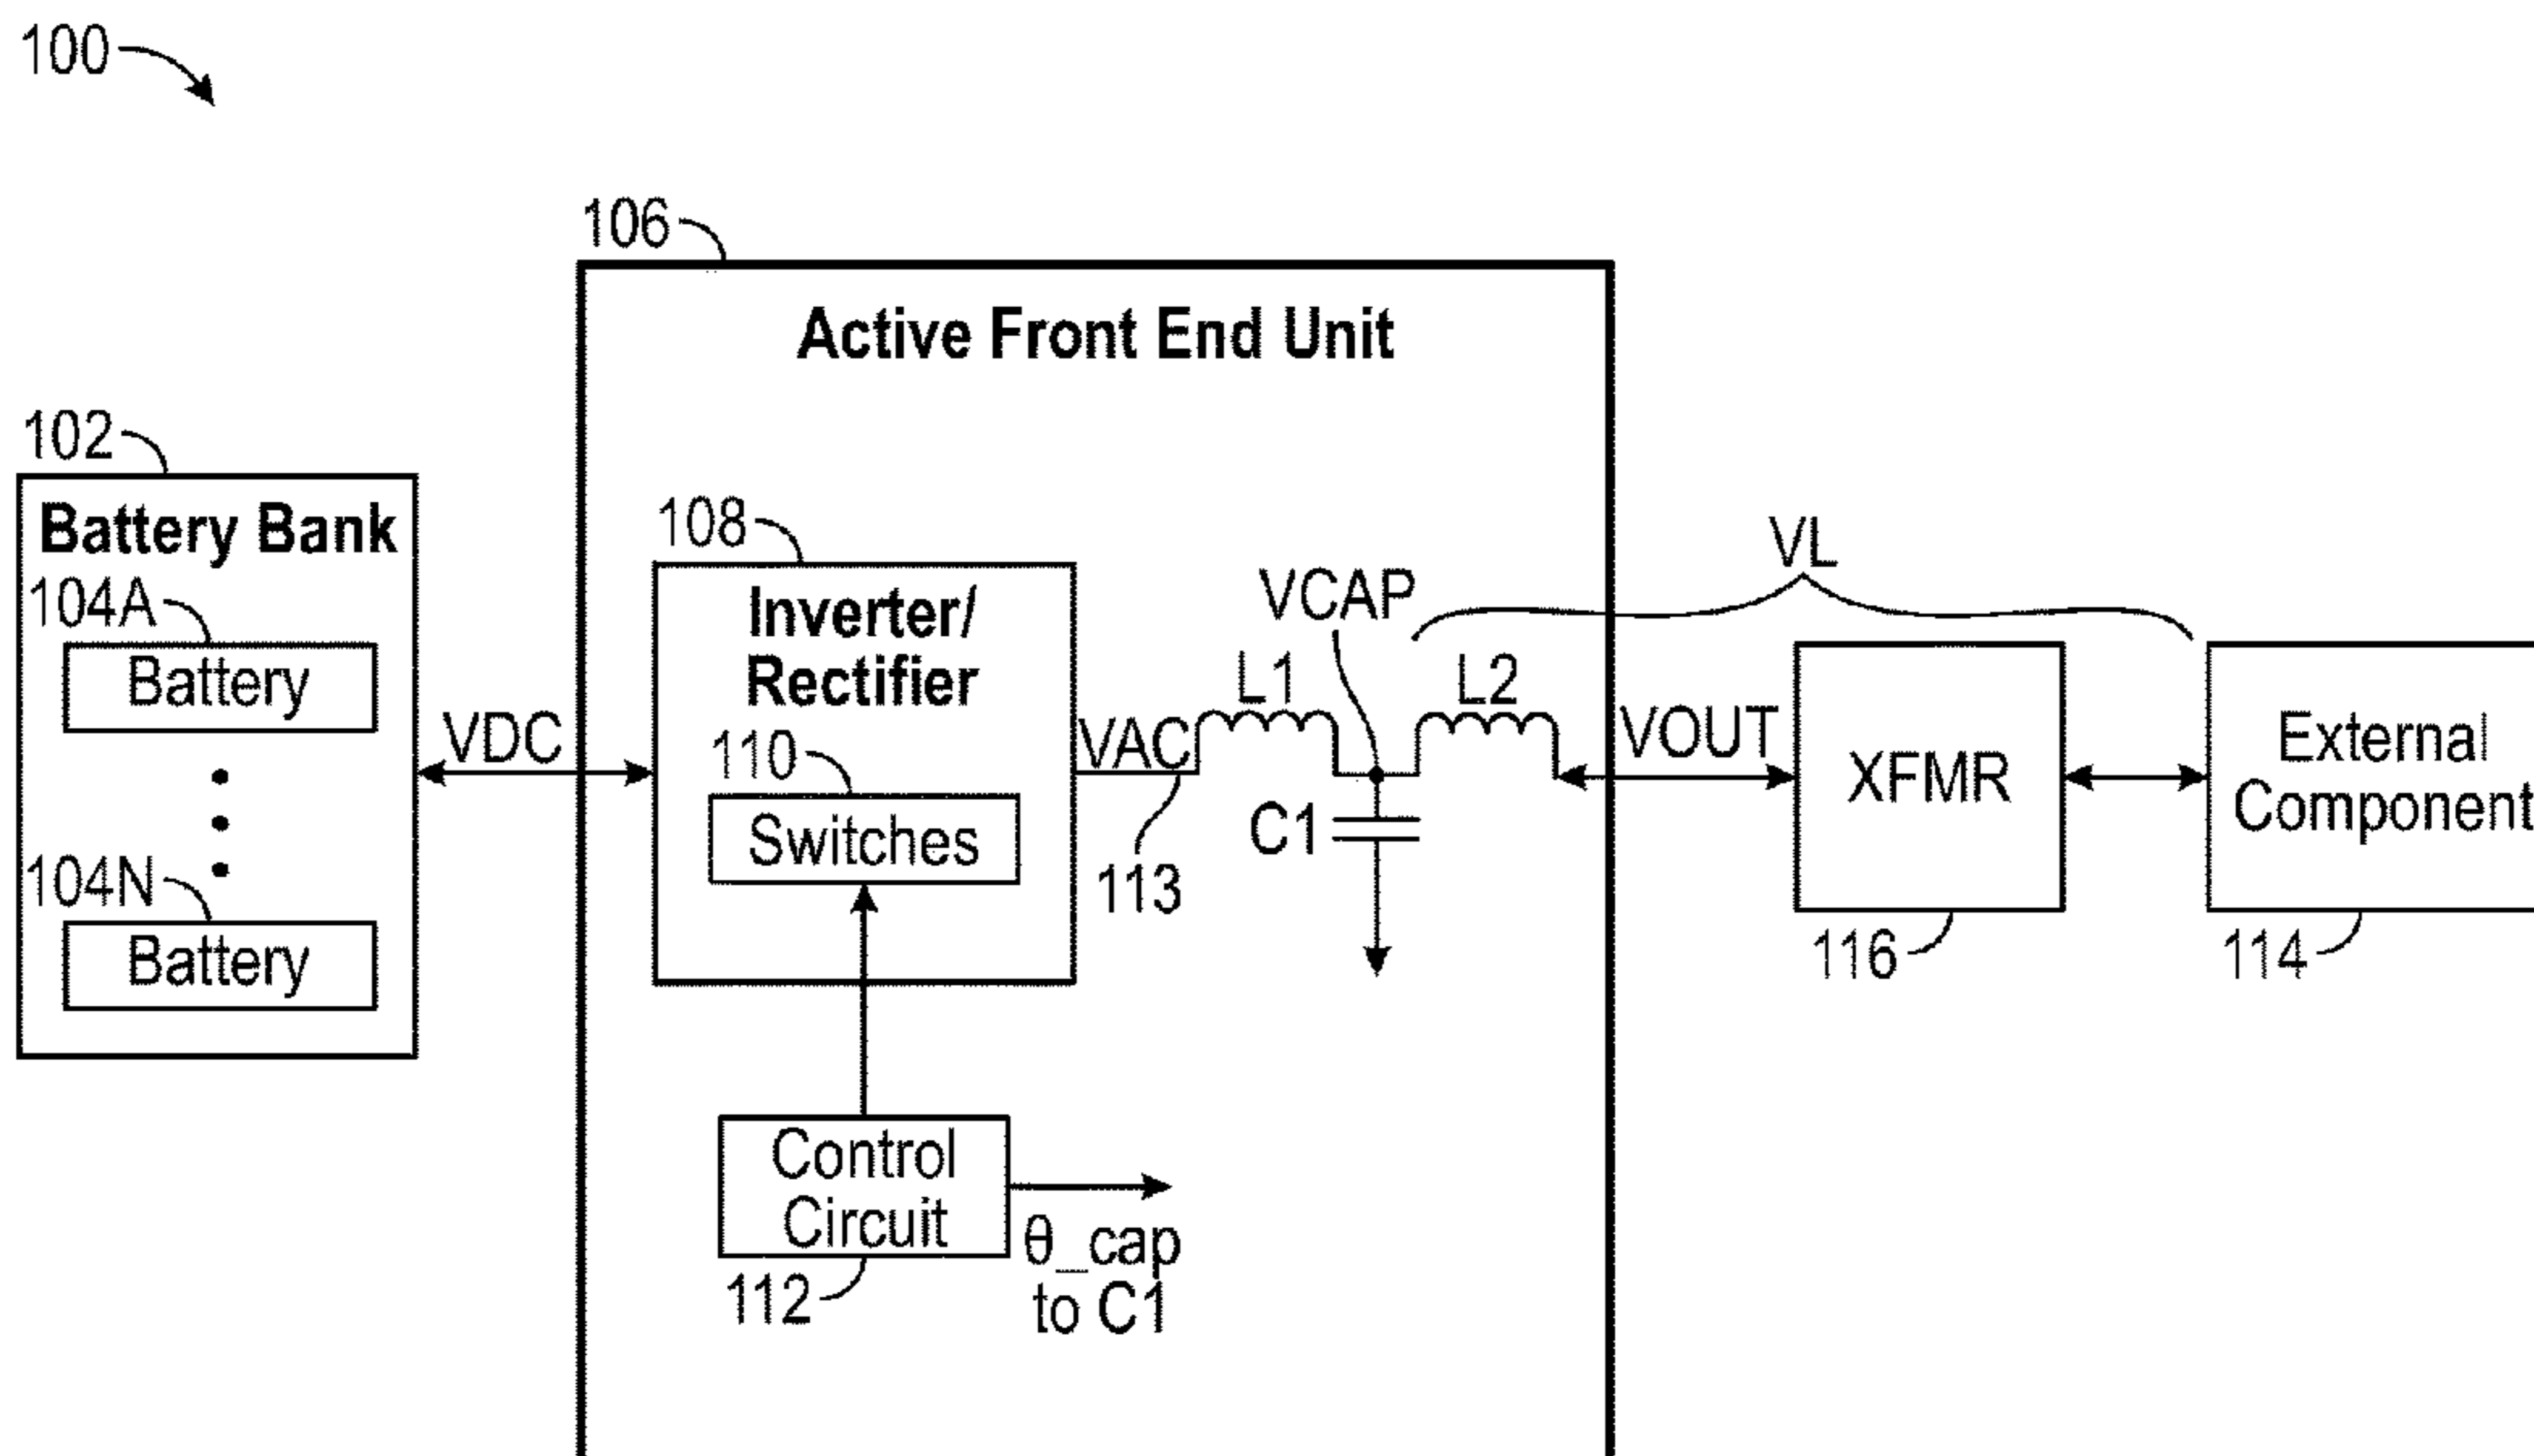 100
106
Active Front End Unit
102
Battery Bank
104A
Battery
104N
Battery
VDC
108
Inverter/
Rectifier
110
Switches
VAC
113
L1
VCAP
C1
L2
VL
VOUT
XFMR
116
External
Component
114
Control
Circuit
112
θ_cap
to C1